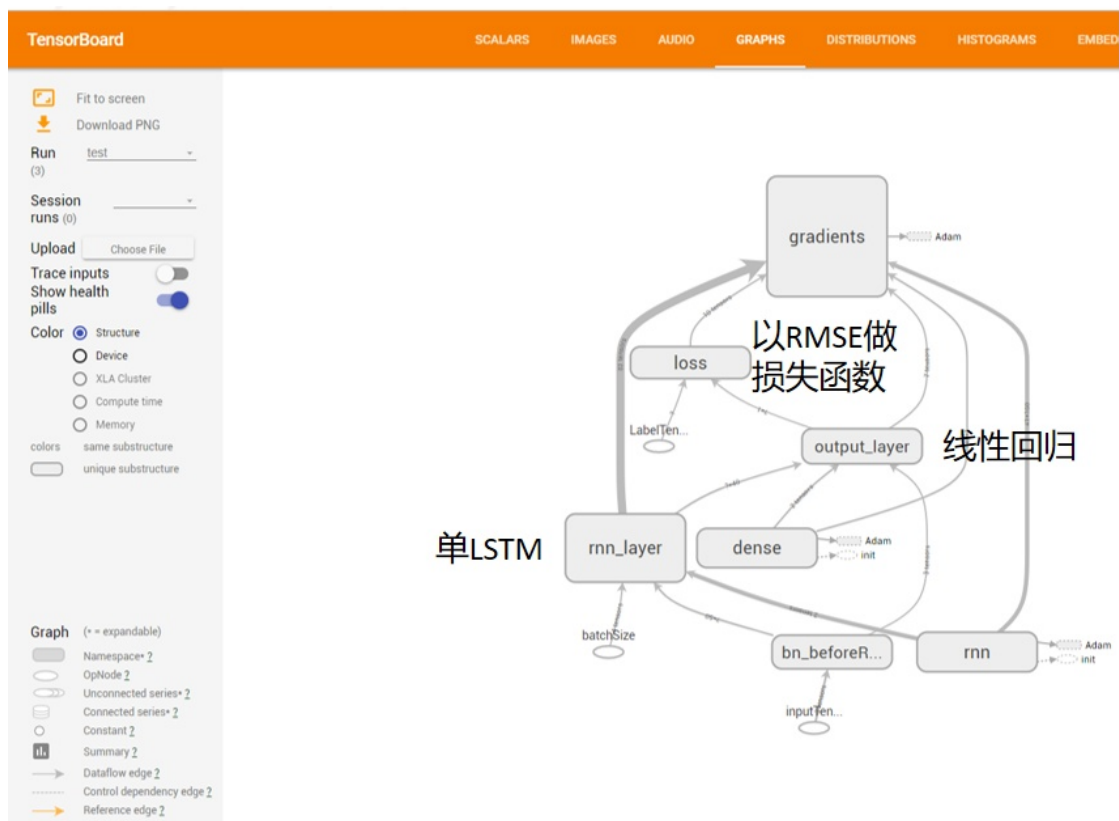 TensorBoard
SCALARS
IMAGES
AUDIO
GRAPHS
DISTRIBUTIONS
HISTOGRAMS
EMBED
Fit to screen
Download PNG
Run
test
(3)
Session
runs (0)
Upload
Choose File
Trace inputs
Show health
pills
Color
Structure
Device
XLA Cluster
Compute time
Memory
colors
same substructure
unique substructure
Graph
(* = expandable)
Namespace* ?
OpNode ?
Unconnected series* ?
Connected series* ?
Constant ?
Summary ?
Dataflow edge ?
Control dependency edge ?
Reference edge ?
gradients
Adam
以RMSE做
损失函数
loss
LabelTen...
output_layer
线性回归
单LSTM
rnn_layer
dense
Adam
init
batchSize
bn_beforeR...
rnn
Adam
init
inputTen...